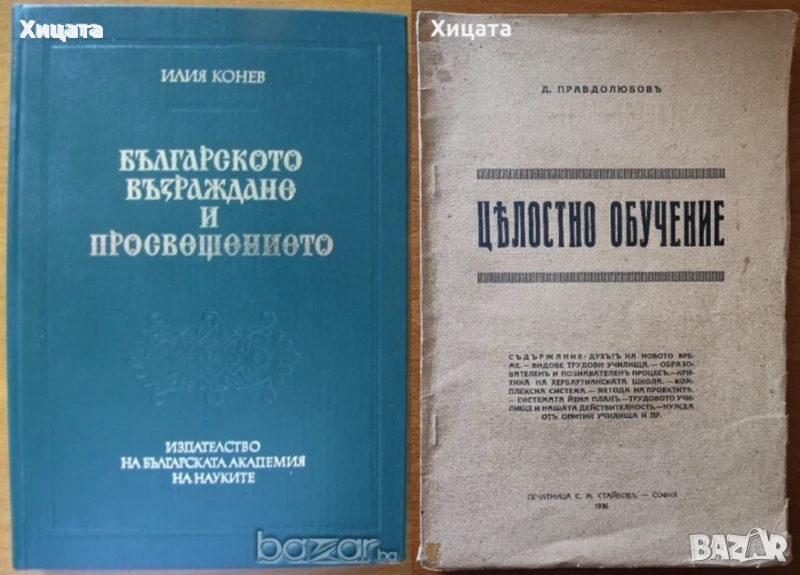 Хицата
ИЛИЯ КОНЕВ
БЪЛГАРСКОТО
ВЪЗРАЖДАНЕ
И
ПРОСВЕЩЕНИЕТО
ИЗДАТЕЛСТВО
НА БЪЛГАРСКАТА АКАДЕМИЯ
НА НАУКИТЕ
bazar.bg
Хицата
Д. ПРАВДОЛЮБОВЪ
ЦѢЛОСТНО ОБУЧЕНИЕ
СЪДЪРЖАНИЕ: ДУХЪТЪ НА НОВОТО ВРЕ-
МЕ. — ВИДОВЕ ТРУДОВИ УЧИЛИЩА. — ОБРАЗО-
ВАТЕЛЕНЪ И ПОЗНАВАТЕЛЕНЪ ПРОЦЕСЪ. — КРИ-
ТИКА НА ХЕРБАРТИАНСКАТА ШКОЛА. — КОМ-
ПЛЕКСНА СИСТЕМА. — МЕТОДА НА ПРОЕКТИТѢ.
— СИСТЕМАТА ЙЕНА ПЛАНЪ. — ТРУДОВОТО УЧИ-
ЛИЩЕ И НАШАТА ДЕЙСТВИТЕЛНОСТЬ. — НУЖДА
ОТЪ ОПИТНИ УЧИЛИЩА И ПР.
ПЕЧАТНИЦА С. М. СТАЙКОВЪ — СОФИЯ
1936
BAZAR